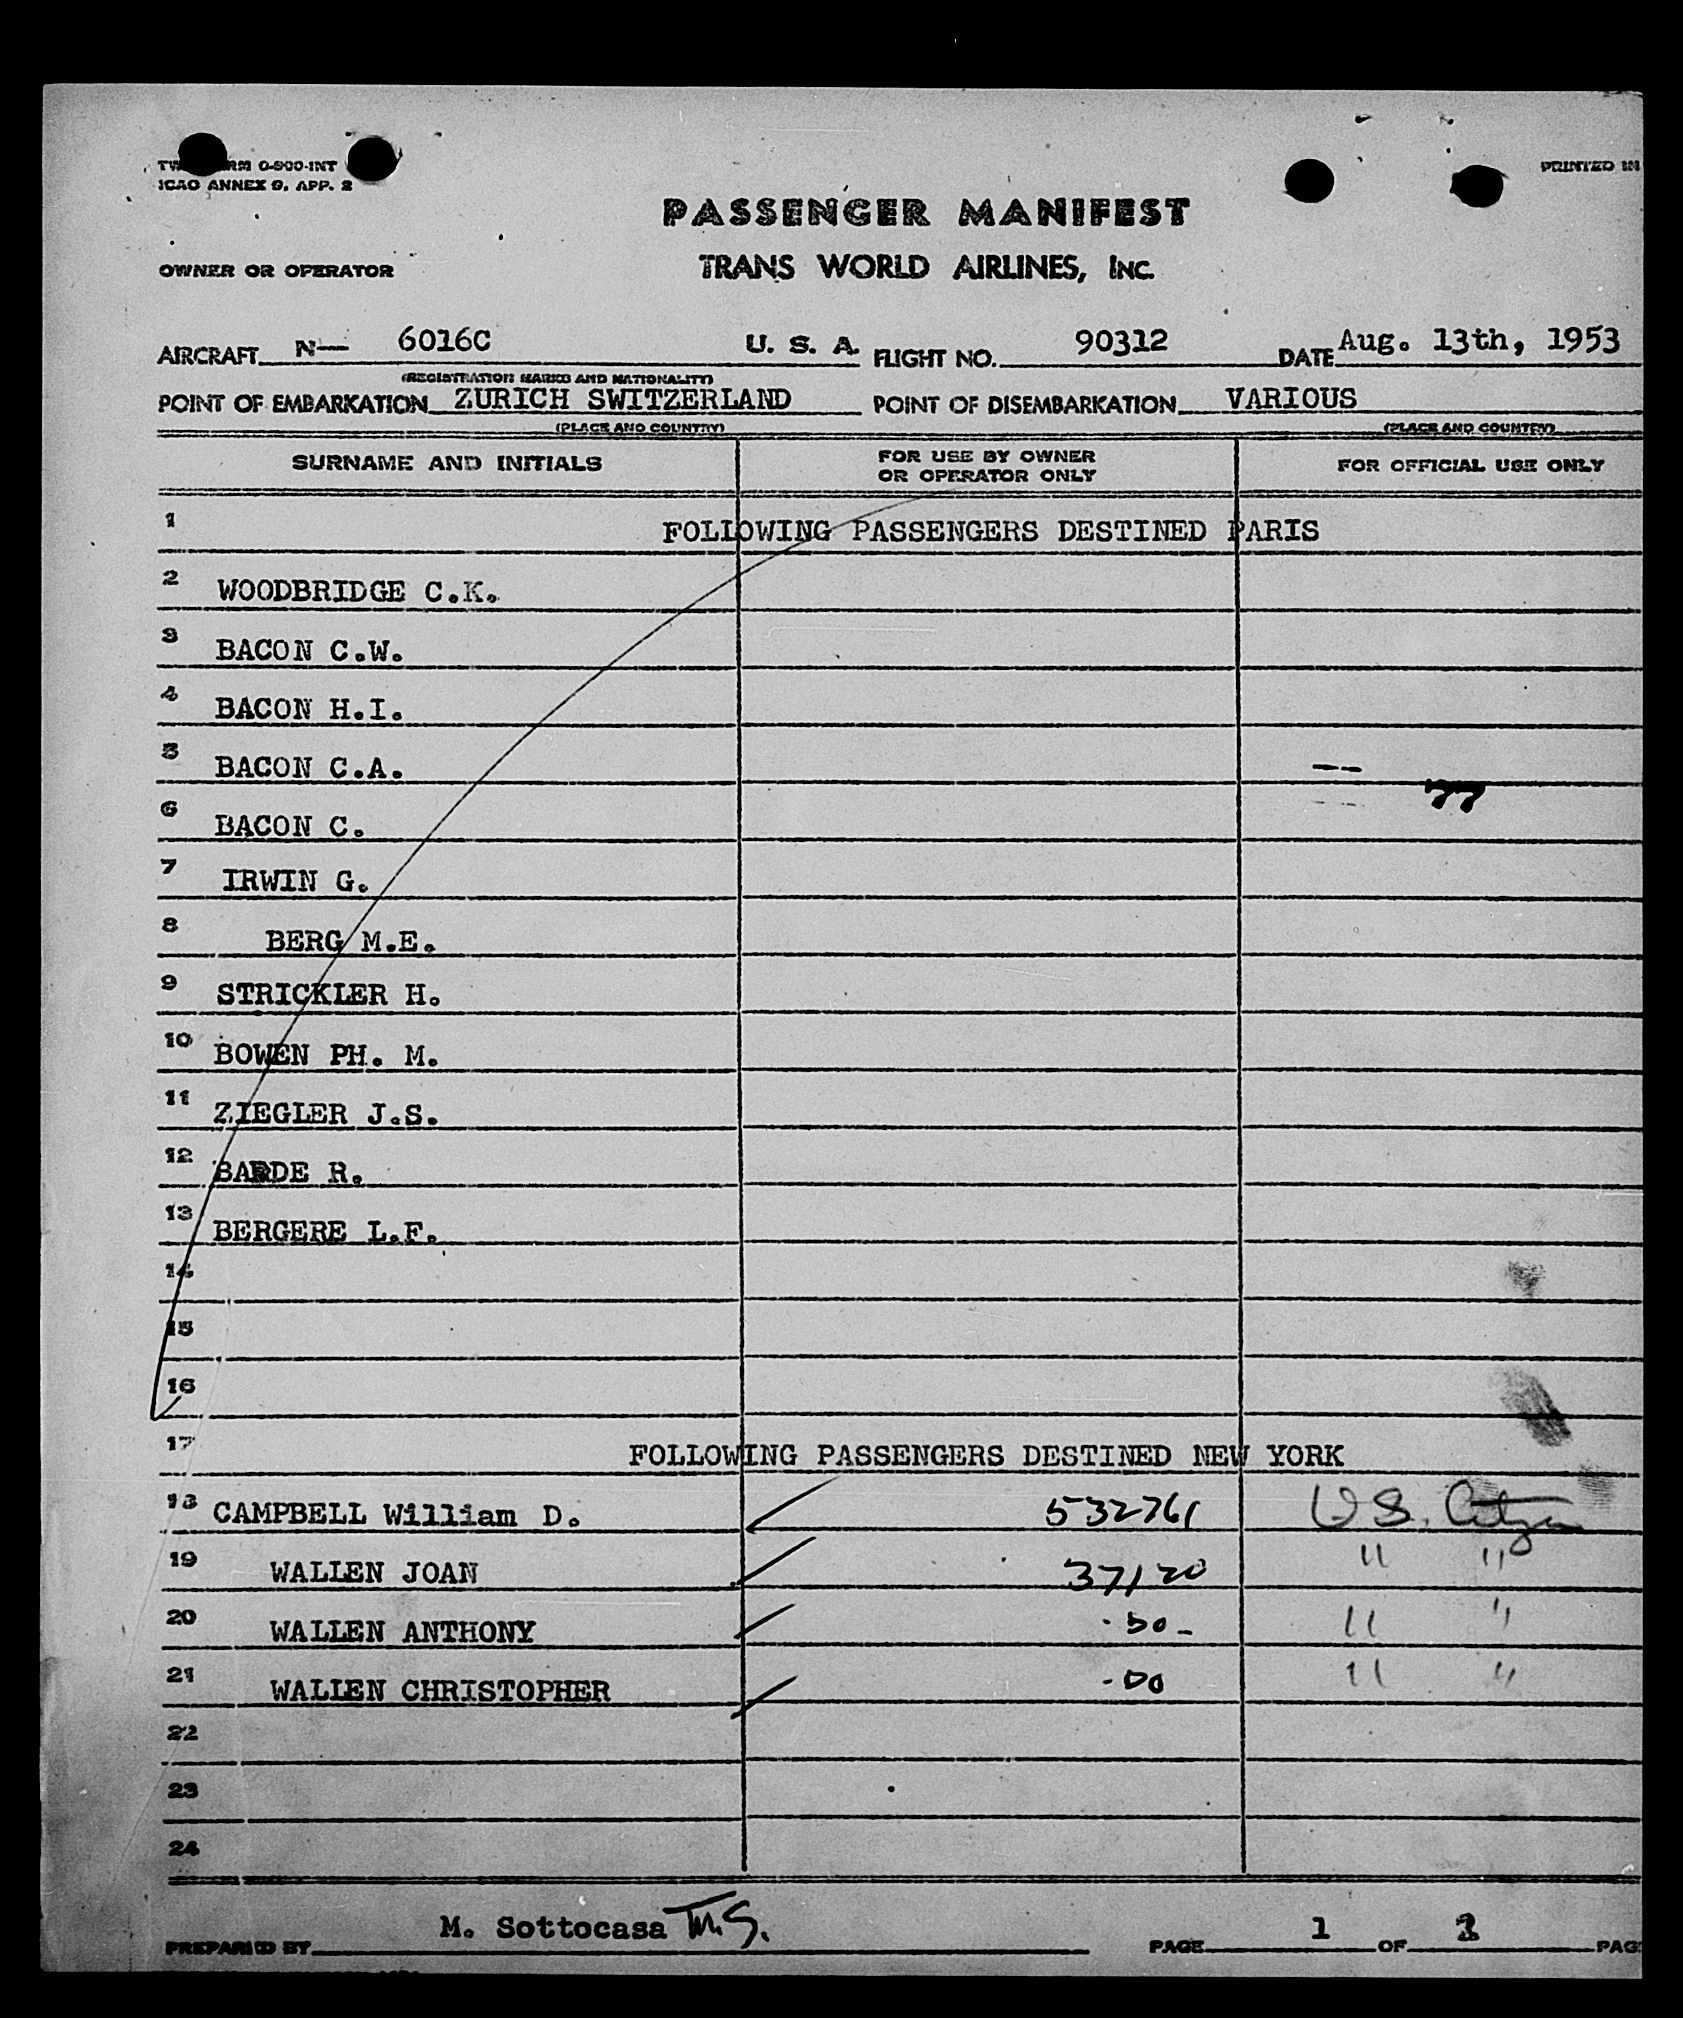 O-800-INT
ICAO ANNEX 9, APP. 2
PRINTED IN
PASSENGER MANIFEST
OWNER OR OPERATOR
TRANS WORLD AIRLINES, INC.
AIRCRAFT N— 6016C U. S. A. FLIGHT NO. 90312 DATE Aug. 13th, 1953
(REGISTRATION MARKS AND NATIONALITY)
POINT OF EMBARKATION ZURICH SWITZERLAND POINT OF DISEMBARKATION VARIOUS
(PLACE AND COUNTRY) (PLACE AND COUNTRY)
SURNAME AND INITIALS FOR USE BY OWNER OR OPERATOR ONLY FOR OFFICIAL USE ONLY
1 FOLLOWING PASSENGERS DESTINED PARIS
2 WOODBRIDGE C.K.
3 BACON C.W.
4 BACON H.I.
5 BACON C.A.
6 BACON C.
7 IRWIN G.
8 BERG M.E.
9 STRICKLER H.
10 BOWEN PH. M.
11 ZIEGLER J.S.
12 BARDE R.
13 BERGERE L.F.
14
15
16
17 FOLLOWING PASSENGERS DESTINED NEW YORK
18 CAMPBELL William D. 532761 U.S. Citizen
19 WALLEN JOAN 37120 " "
20 WALLEN ANTHONY - Do - " "
21 WALLEN CHRISTOPHER - Do " "
22
23
24
PREPARED BY M. Sottocasa M.S. PAGE 1 OF